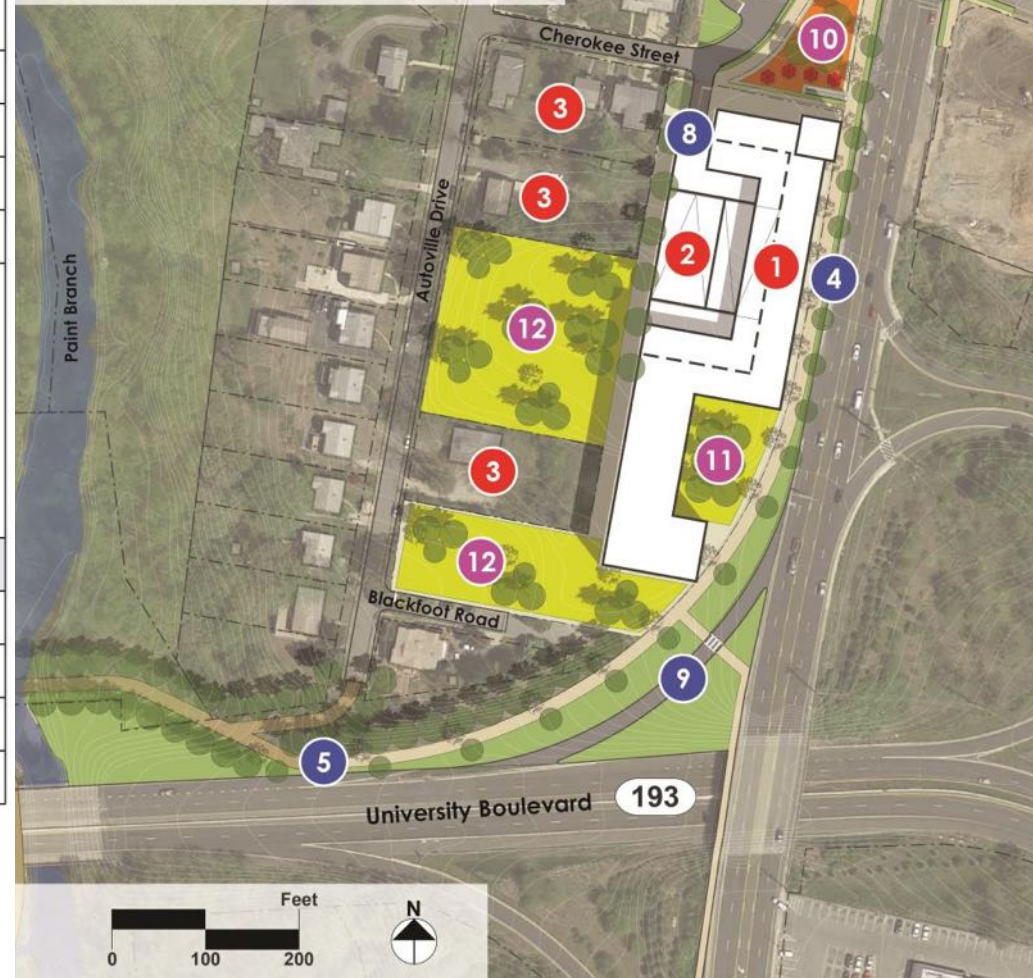 10
Cherokee Street
3
8
3
Autoville Drive
2
1
4
Paint Branch
12
11
3
12
Blackfoot Road
9
5
University Boulevard 193
Feet
N
0 100 200